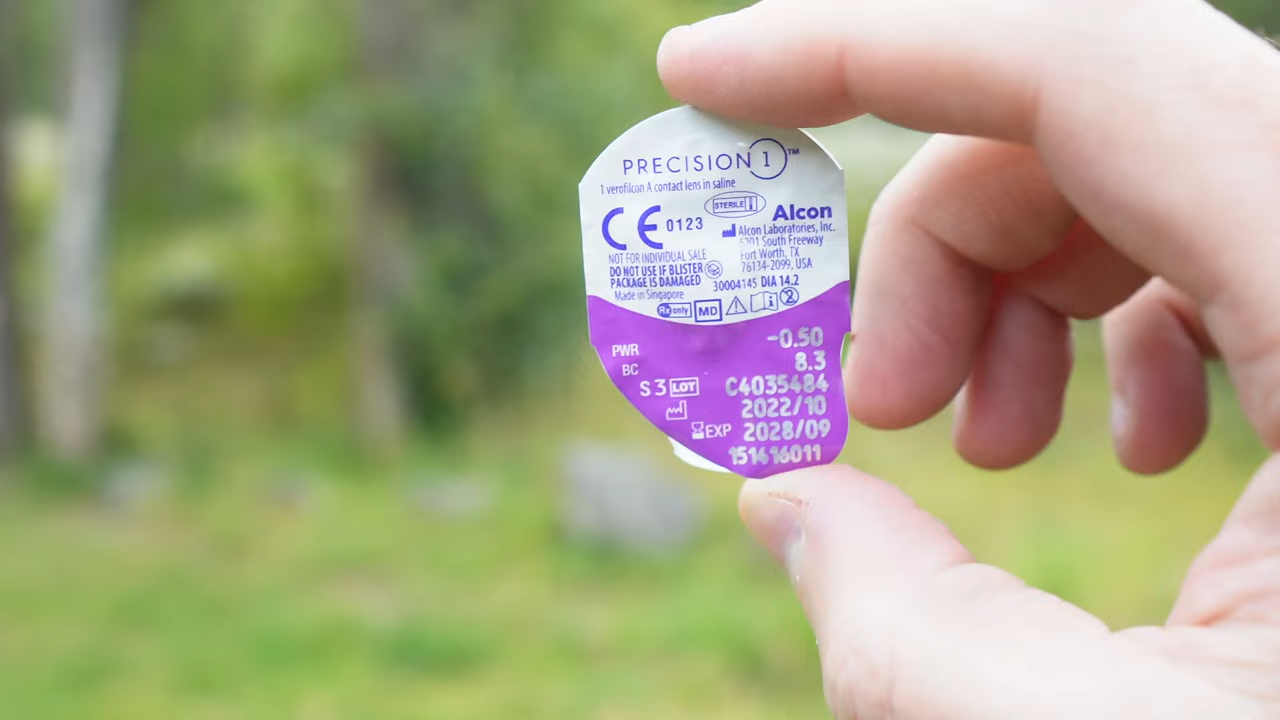 PRECISION 1™
1 verofilcon A contact lens in saline
STERILE
CE 0123
Alcon
Alcon Laboratories, Inc.
6201 South Freeway
Fort Worth, TX
76134-2099, USA
NOT FOR INDIVIDUAL SALE
DO NOT USE IF BLISTER
PACKAGE IS DAMAGED
30004145 DIA 14.2
Made in Singapore
Rx only MD
PWR -0.50
BC 8.3
S 3 LOT C4035484
2022/10
EXP 2028/09
151616011